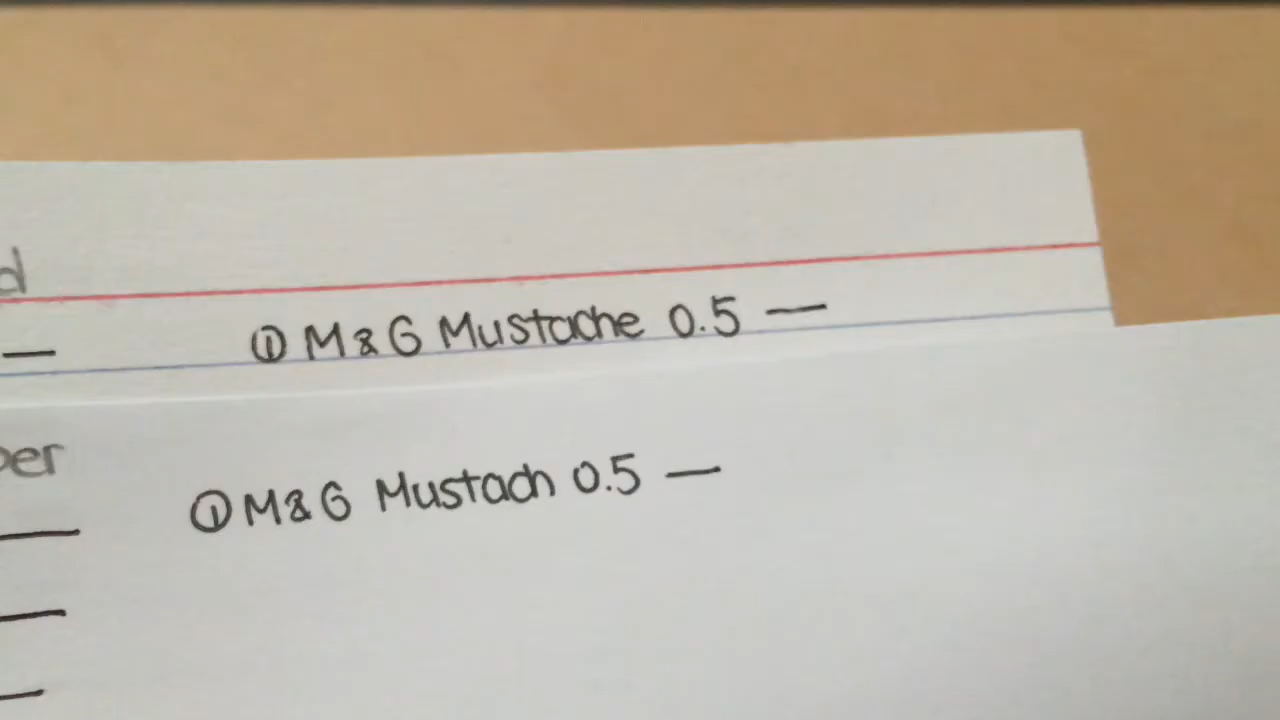 d
① M&G Mustache 0.5 —
per
① M&G Mustach 0.5 —